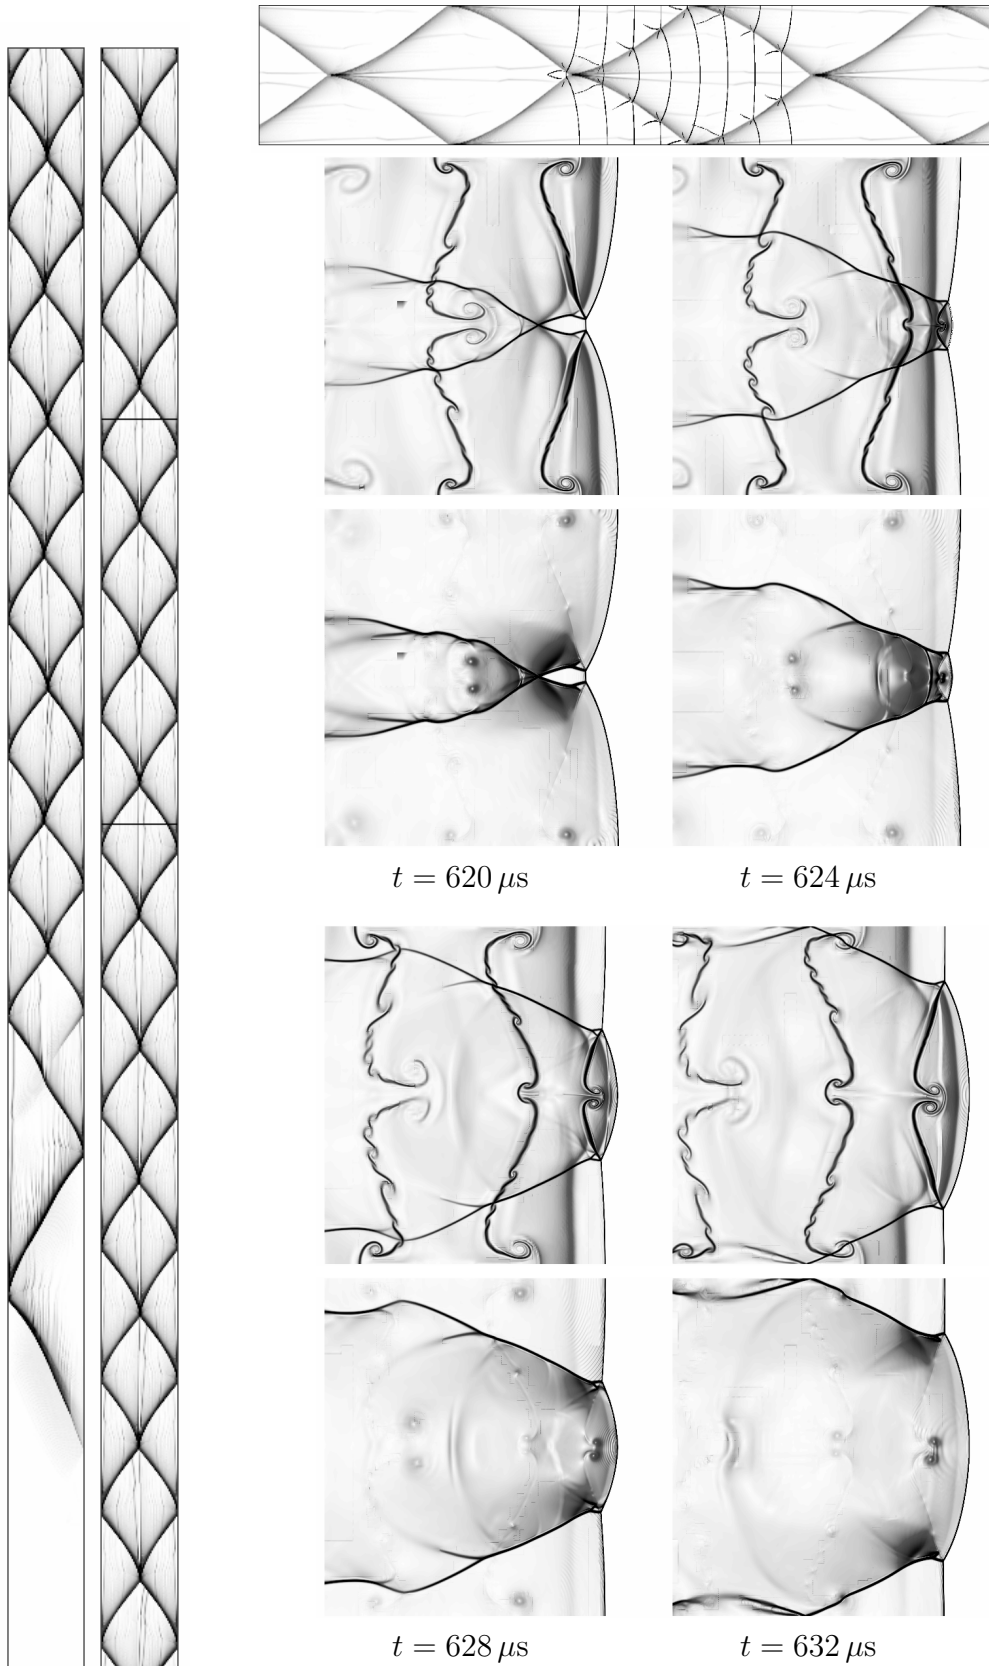 t = 620 μs
t = 624 μs
t = 628 μs
t = 632 μs